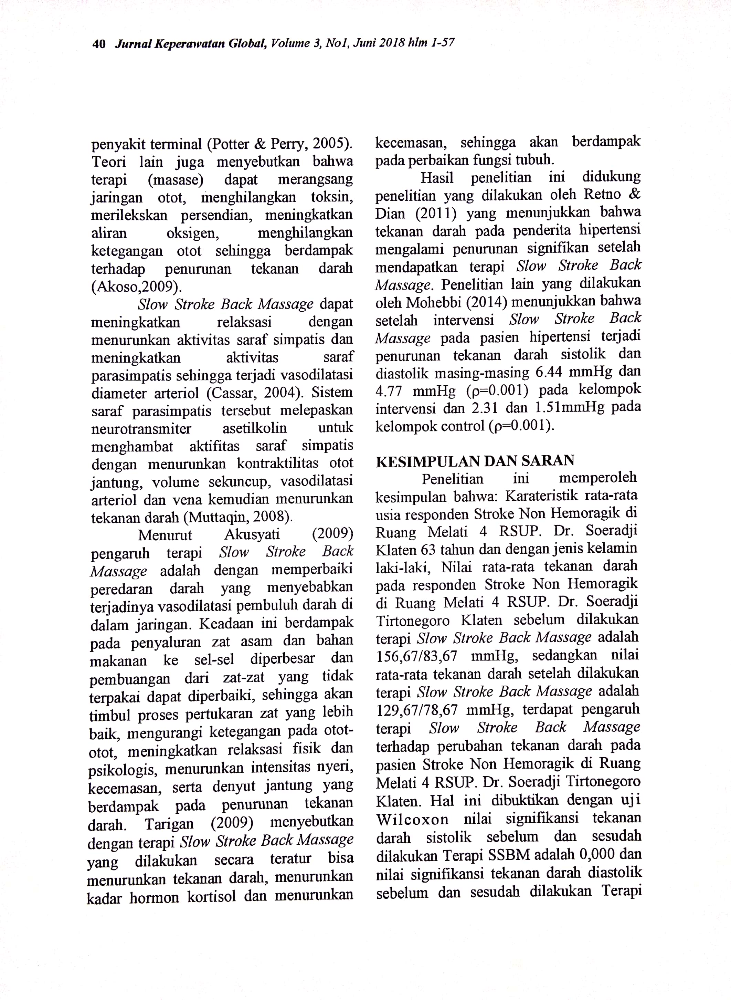 40 Jurnal Keperawatan Global, Volume 3, No1, Juni 2018 hlm 1-57
penyakit terminal (Potter & Perry, 2005).
Teori lain juga menyebutkan bahwa
terapi (masase) dapat merangsang
jaringan otot, menghilangkan toksin,
merilekskan persendian, meningkatkan
aliran oksigen, menghilangkan
ketegangan otot sehingga berdampak
terhadap penurunan tekanan darah
(Akoso,2009).
Slow Stroke Back Massage dapat
meningkatkan relaksasi dengan
menurunkan aktivitas saraf simpatis dan
meningkatkan aktivitas saraf
parasimpatis sehingga terjadi vasodilatasi
diameter arteriol (Cassar, 2004). Sistem
saraf parasimpatis tersebut melepaskan
neurotransmiter asetilkolin untuk
menghambat aktifitas saraf simpatis
dengan menurunkan kontraktilitas otot
jantung, volume sekuncup, vasodilatasi
arteriol dan vena kemudian menurunkan
tekanan darah (Muttaqin, 2008).
Menurut Akusyati (2009)
pengaruh terapi Slow Stroke Back
Massage adalah dengan memperbaiki
peredaran darah yang menyebabkan
terjadinya vasodilatasi pembuluh darah di
dalam jaringan. Keadaan ini berdampak
pada penyaluran zat asam dan bahan
makanan ke sel-sel diperbesar dan
pembuangan dari zat-zat yang tidak
terpakai dapat diperbaiki, sehingga akan
timbul proses pertukaran zat yang lebih
baik, mengurangi ketegangan pada otot-
otot, meningkatkan relaksasi fisik dan
psikologis, menurunkan intensitas nyeri,
kecemasan, serta denyut jantung yang
berdampak pada penurunan tekanan
darah. Tarigan (2009) menyebutkan
dengan terapi Slow Stroke Back Massage
yang dilakukan secara teratur bisa
menurunkan tekanan darah, menurunkan
kadar hormon kortisol dan menurunkan
kecemasan, sehingga akan berdampak
pada perbaikan fungsi tubuh.
Hasil penelitian ini didukung
penelitian yang dilakukan oleh Retno &
Dian (2011) yang menunjukkan bahwa
tekanan darah pada penderita hipertensi
mengalami penurunan signifikan setelah
mendapatkan terapi Slow Stroke Back
Massage. Penelitian lain yang dilakukan
oleh Mohebbi (2014) menunjukkan bahwa
setelah intervensi Slow Stroke Back
Massage pada pasien hipertensi terjadi
penurunan tekanan darah sistolik dan
diastolik masing-masing 6.44 mmHg dan
4.77 mmHg (ρ=0.001) pada kelompok
intervensi dan 2.31 dan 1.51mmHg pada
kelompok control (ρ=0.001).
KESIMPULAN DAN SARAN
Penelitian ini memperoleh
kesimpulan bahwa: Karateristik rata-rata
usia responden Stroke Non Hemoragik di
Ruang Melati 4 RSUP. Dr. Soeradji
Klaten 63 tahun dan dengan jenis kelamin
laki-laki, Nilai rata-rata tekanan darah
pada responden Stroke Non Hemoragik
di Ruang Melati 4 RSUP. Dr. Soeradji
Tirtonegoro Klaten sebelum dilakukan
terapi Slow Stroke Back Massage adalah
156,67/83,67 mmHg, sedangkan nilai
rata-rata tekanan darah setelah dilakukan
terapi Slow Stroke Back Massage adalah
129,67/78,67 mmHg, terdapat pengaruh
terapi Slow Stroke Back Massage
terhadap perubahan tekanan darah pada
pasien Stroke Non Hemoragik di Ruang
Melati 4 RSUP. Dr. Soeradji Tirtonegoro
Klaten. Hal ini dibuktikan dengan uji
Wilcoxon nilai signifikansi tekanan
darah sistolik sebelum dan sesudah
dilakukan Terapi SSBM adalah 0,000 dan
nilai signifikansi tekanan darah diastolik
sebelum dan sesudah dilakukan Terapi